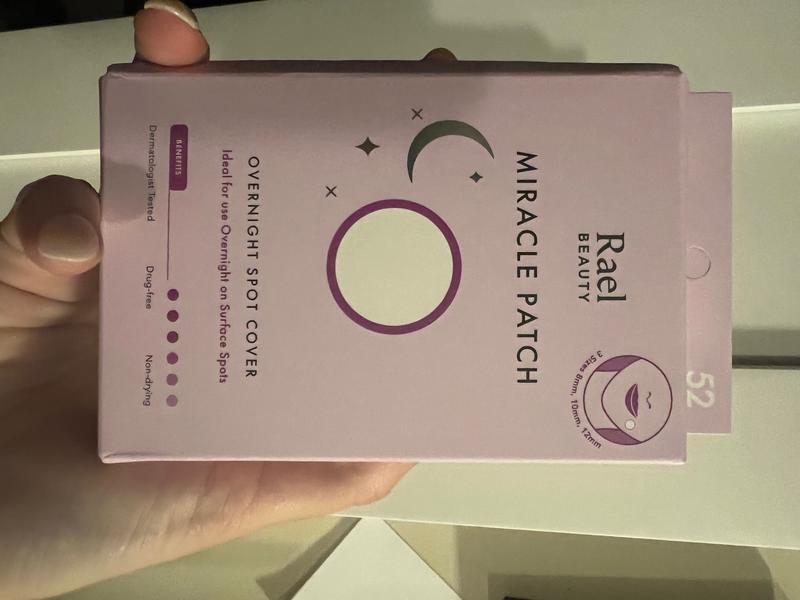 52
Rael
BEAUTY
3 Sizes 8mm, 10mm, 12mm
MIRACLE PATCH
OVERNIGHT SPOT COVER
Ideal for use Overnight on Surface Spots
BENEFITS
Dermatologist Tested Drug-free Non-drying